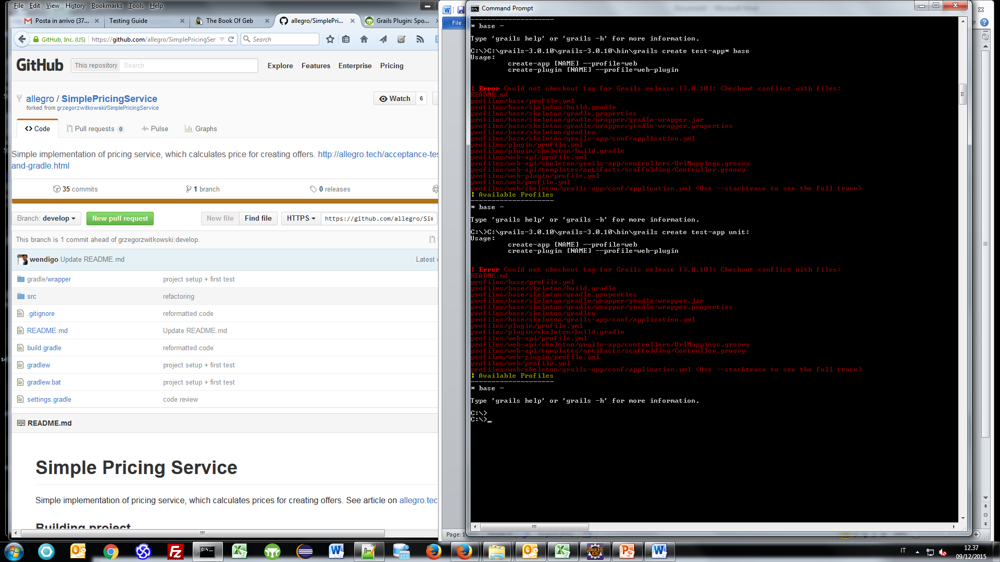 File Edit View History Bookmarks Tools Help
Posta in arrivo (37...
Testing Guide
The Book Of Geb
allegro/SimplePri...
Grails Plugin: Spo...
GitHub, Inc. (US)
https://github.com/allegro/SimplePricingSer
Search
GitHub
This repository
Search
Explore
Features
Enterprise
Pricing
allegro / SimplePricingService
forked from grzegorzwitkowski/SimplePricingService
Watch 6
Code
Pull requests 0
Pulse
Graphs
Simple implementation of pricing service, which calculates price for creating offers. http://allegro.tech/acceptance-te
and-gradle.html
35 commits
1 branch
0 releases
Branch: develop
New pull request
New file
Find file
HTTPS
https://github.com/allegro/Sim
This branch is 1 commit ahead of grzegorzwitkowski:develop.
wendigo Update README.md
Latest
gradle/wrapper project setup + first test
src refactoring
.gitignore reformatted code
README.md Update README.md
build.gradle reformatted code
gradlew project setup + first test
gradlew.bat project setup + first test
settings.gradle code review
README.md
Simple Pricing Service
Simple implementation of pricing service, which calculates prices for creating offers. See article on allegro.tec
Building project
File
Page: 1
Command Prompt
--------------------
* base -
Type 'grails help' or 'grails -h' for more information.
C:\>C:\grails-3.0.10\grails-3.0.10\bin\grails create test-app* base
Usage:
create-app [NAME] --profile=web
create-plugin [NAME] --profile=web-plugin
| Error Could not checkout tag for Grails release [3.0.10]: Checkout conflict with files:
README.md
profiles/base/profile.yml
profiles/base/skeleton/build.gradle
profiles/base/skeleton/gradle.properties
profiles/base/skeleton/gradle/wrapper/gradle-wrapper.jar
profiles/base/skeleton/gradle/wrapper/gradle-wrapper.properties
profiles/base/skeleton/gradlew
profiles/base/skeleton/grails-app/conf/application.yml
profiles/plugin/profile.yml
profiles/plugin/skeleton/build.gradle
profiles/web-api/profile.yml
profiles/web-api/skeleton/grails-app/controllers/UrlMappings.groovy
profiles/web-api/templates/artifacts/scaffolding/Controller.groovy
profiles/web-plugin/profile.yml
profiles/web/profile.yml
profiles/web/skeleton/grails-app/conf/application.yml (Use --stacktrace to see the full trace)
| Available Profiles
--------------------
* base -
Type 'grails help' or 'grails -h' for more information.
C:\>C:\grails-3.0.10\grails-3.0.10\bin\grails create test-app unit:
Usage:
create-app [NAME] --profile=web
create-plugin [NAME] --profile=web-plugin
| Error Could not checkout tag for Grails release [3.0.10]: Checkout conflict with files:
README.md
profiles/base/profile.yml
profiles/base/skeleton/build.gradle
profiles/base/skeleton/gradle.properties
profiles/base/skeleton/gradle/wrapper/gradle-wrapper.jar
profiles/base/skeleton/gradle/wrapper/gradle-wrapper.properties
profiles/base/skeleton/gradlew
profiles/base/skeleton/grails-app/conf/application.yml
profiles/plugin/profile.yml
profiles/plugin/skeleton/build.gradle
profiles/web-api/profile.yml
profiles/web-api/skeleton/grails-app/controllers/UrlMappings.groovy
profiles/web-api/templates/artifacts/scaffolding/Controller.groovy
profiles/web-plugin/profile.yml
profiles/web/profile.yml
profiles/web/skeleton/grails-app/conf/application.yml (Use --stacktrace to see the full trace)
| Available Profiles
--------------------
* base -
Type 'grails help' or 'grails -h' for more information.
C:\>
C:\>_
IT
12.37
09/12/2015